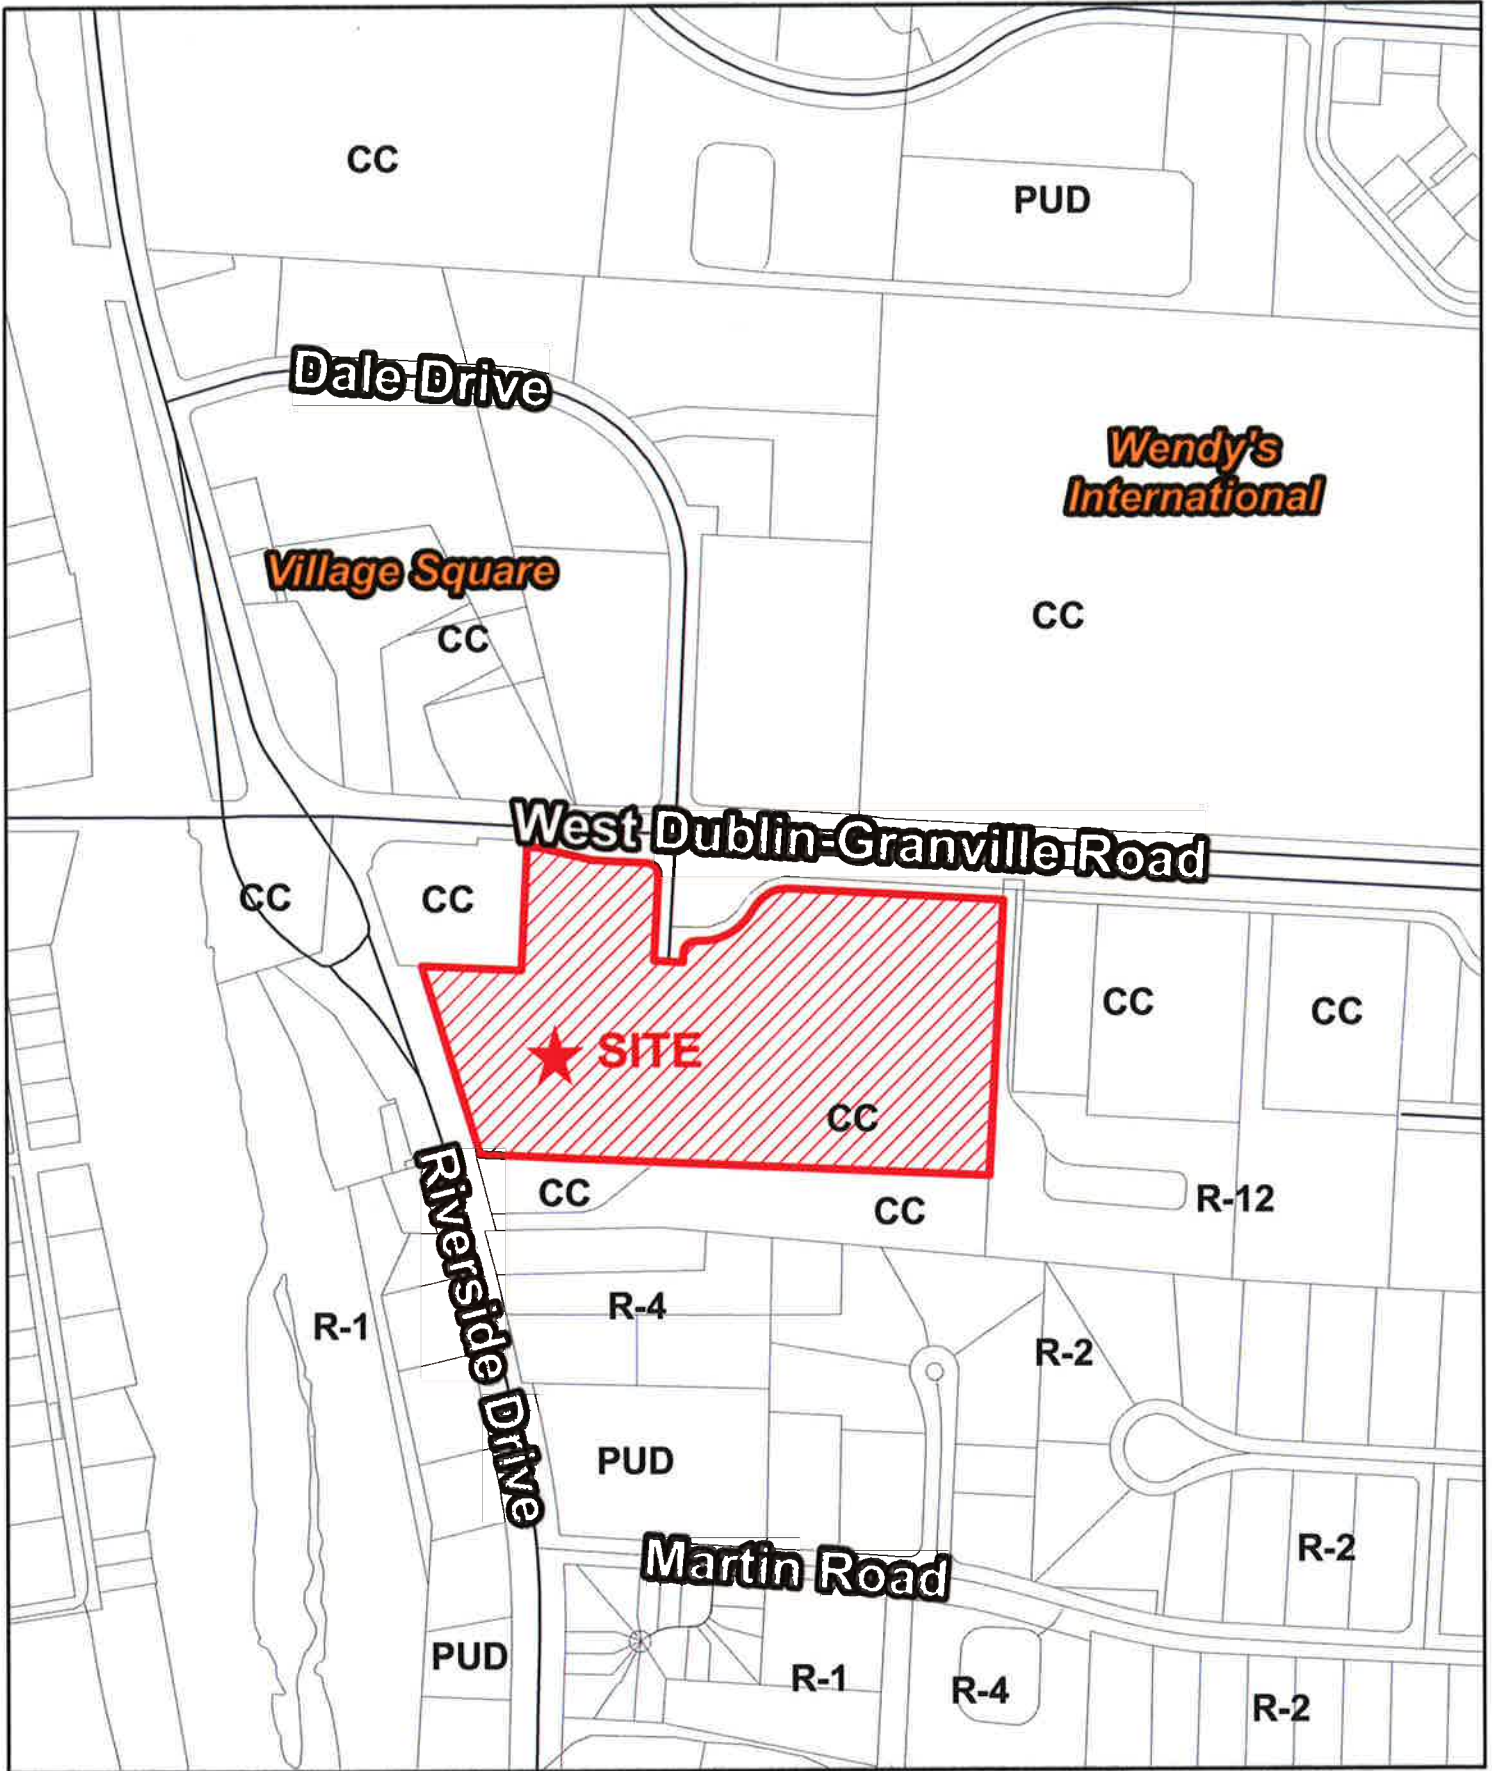 CC
PUD
Dale Drive
Wendy's
International
Village Square
CC
CC
West Dublin-Granville Road
CC
CC
CC
CC
SITE
CC
Riverside Drive
CC
CC
R-12
R-1
R-4
R-2
PUD
R-2
Martin Road
PUD
R-1
R-4
R-2